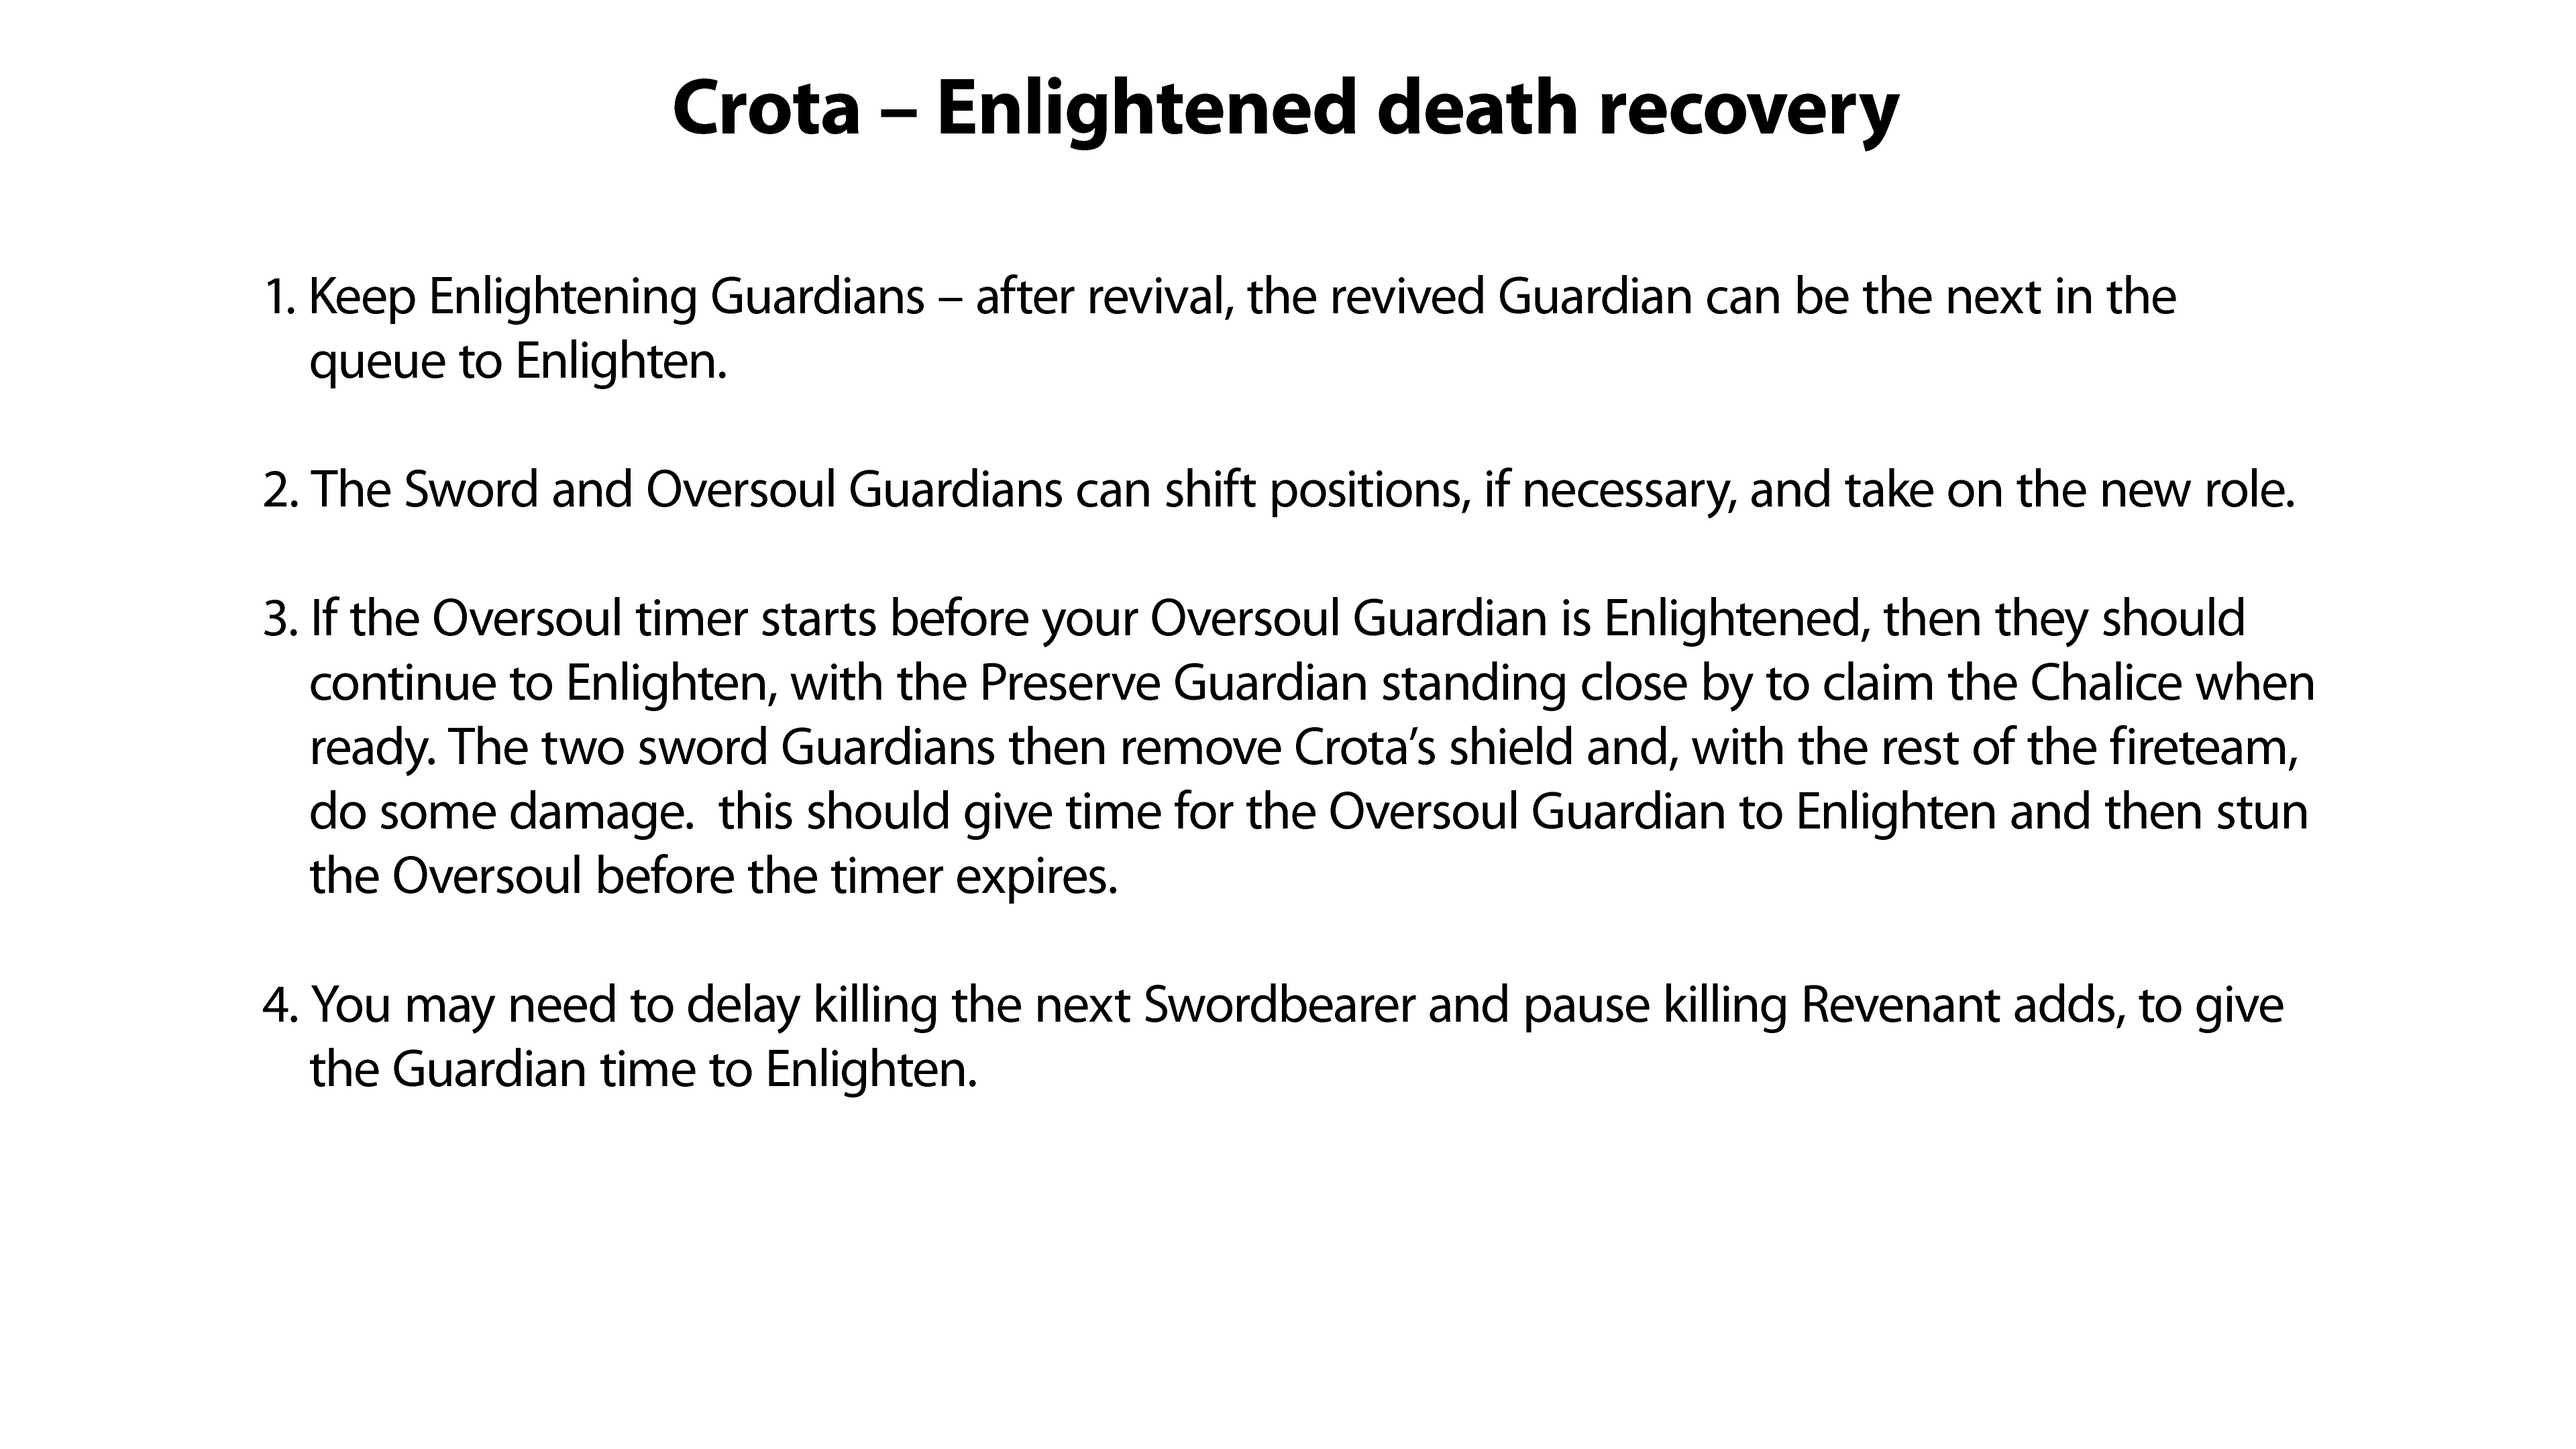 Crota – Enlightened death recovery
1. Keep Enlightening Guardians – after revival, the revived Guardian can be the next in the
queue to Enlighten.
2. The Sword and Oversoul Guardians can shift positions, if necessary, and take on the new role.
3. If the Oversoul timer starts before your Oversoul Guardian is Enlightened, then they should
continue to Enlighten, with the Preserve Guardian standing close by to claim the Chalice when
ready. The two sword Guardians then remove Crota’s shield and, with the rest of the fireteam,
do some damage.  this should give time for the Oversoul Guardian to Enlighten and then stun
the Oversoul before the timer expires.
4. You may need to delay killing the next Swordbearer and pause killing Revenant adds, to give
the Guardian time to Enlighten.